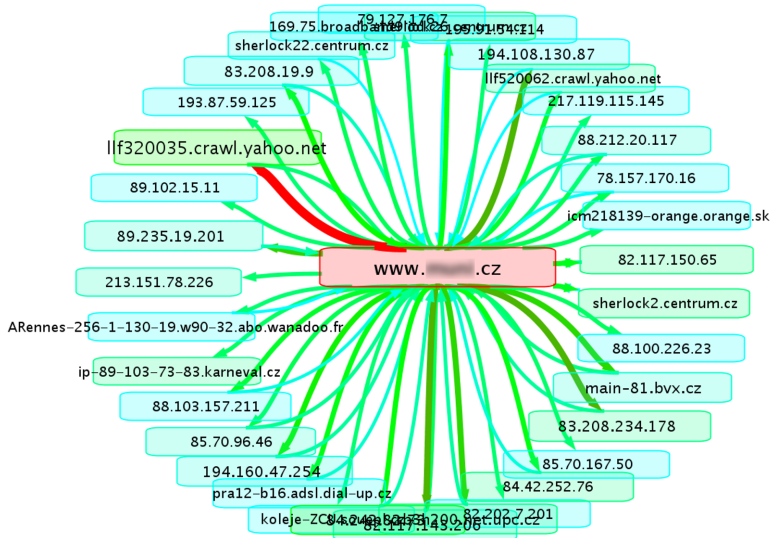 79.127.176.7
169.75.broadband
195.91.54.114
sherlock22.centrum.cz
194.108.130.87
83.208.19.9
llf520062.crawl.yahoo.net
193.87.59.125
217.119.115.145
88.212.20.117
llf320035.crawl.yahoo.net
89.102.15.11
78.157.170.16
icm218139-orange.orange.sk
89.235.19.201
82.117.150.65
www. .cz
213.151.78.226
sherlock2.centrum.cz
ARennes-256-1-130-19.w90-32.abo.wanadoo.fr
88.100.226.23
ip-89-103-73-83.karneval.cz
main-81.bvx.cz
88.103.157.211
83.208.234.178
85.70.96.46
85.70.167.50
194.160.47.254
84.42.252.76
pra12-b16.adsl.dial-up.cz
82.202.7.201
82.117.143.206